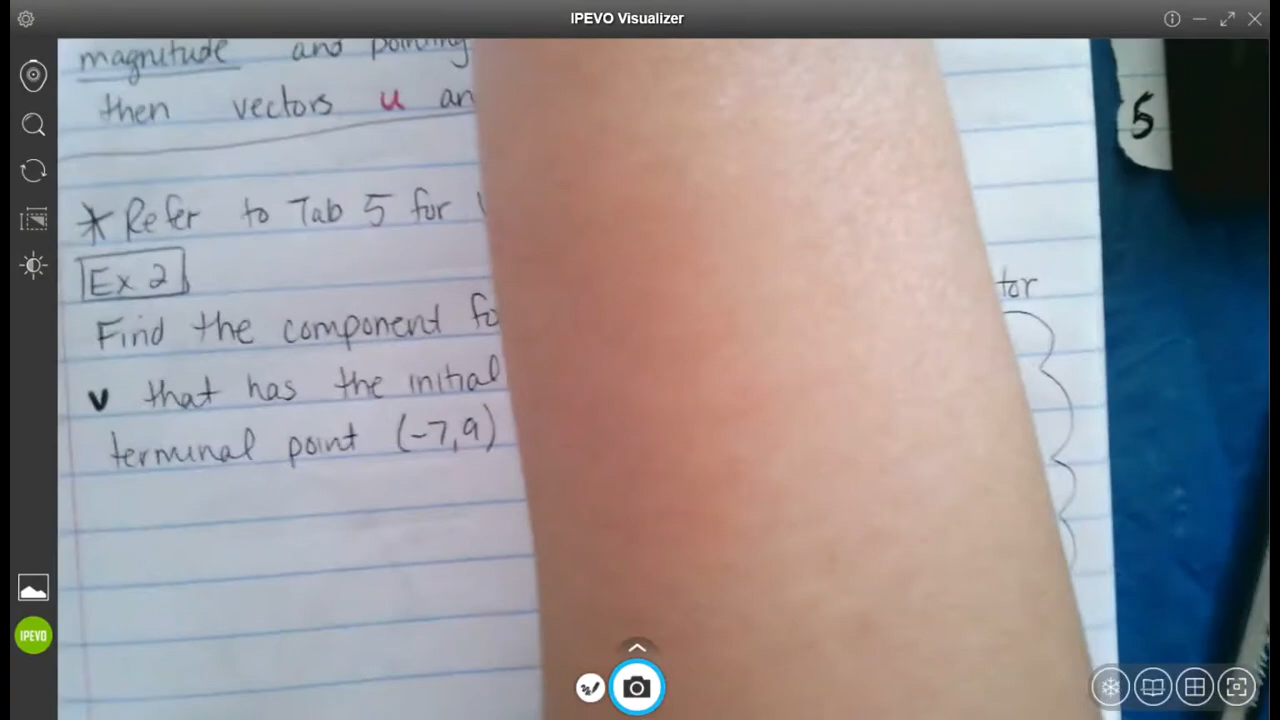 IPEVO Visualizer
magnitude and pointing
then vectors u an
5
* Refer to Tab 5 for
Ex 2
tor
Find the component fo
v that has the initial
terminal point (-7,9)
IPEVO